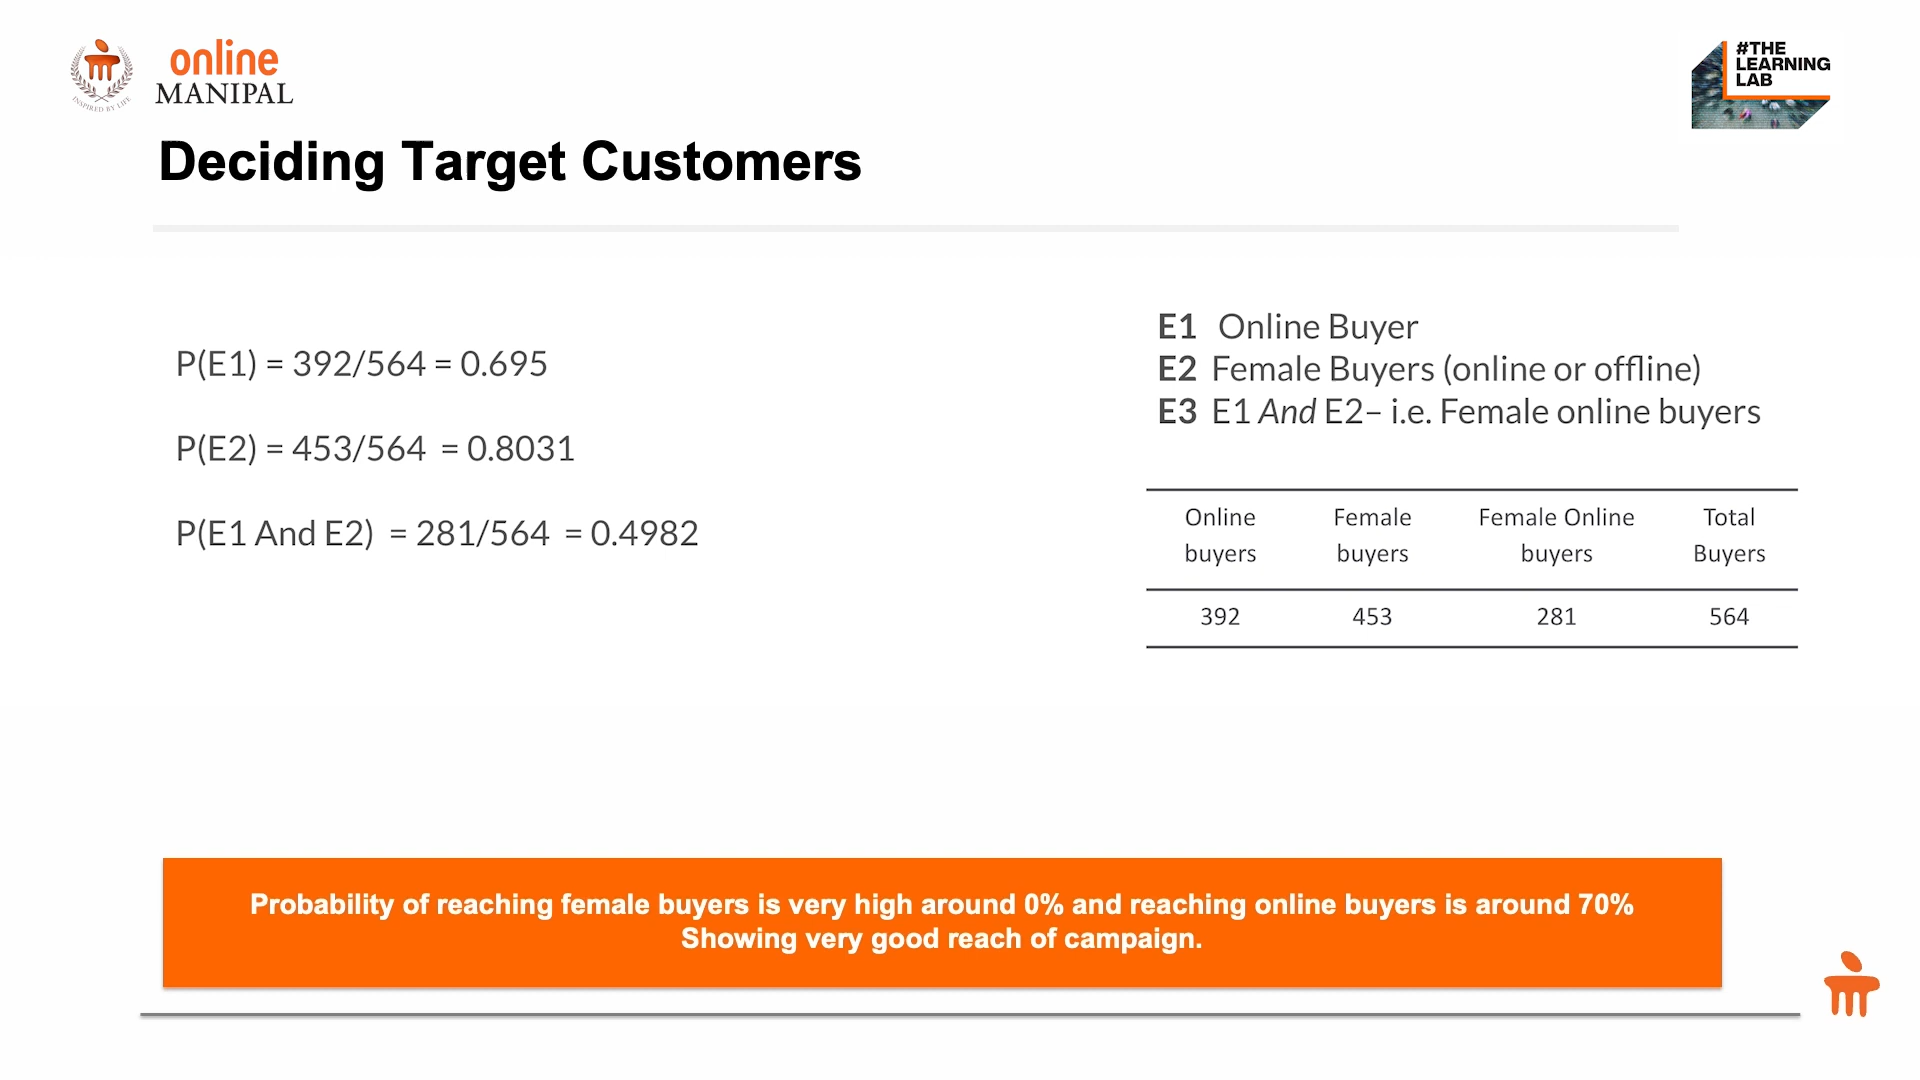 INSPIRED BY LIFE
online
MANIPAL
#THE
LEARNING
LAB
Deciding Target Customers
P(E1) = 392/564 = 0.695
P(E2) = 453/564 = 0.8031
P(E1 And E2) = 281/564 = 0.4982
E1 Online Buyer
E2 Female Buyers (online or offline)
E3 E1 And E2– i.e. Female online buyers
Online buyers Female buyers Female Online buyers Total Buyers
392 453 281 564
Probability of reaching female buyers is very high around 0% and reaching online buyers is around 70%
Showing very good reach of campaign.